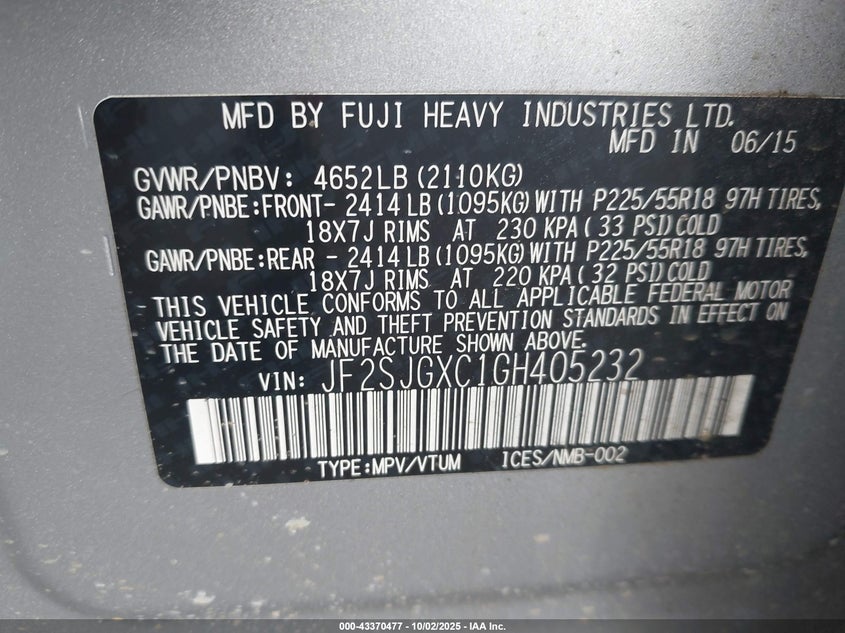 MFD BY FUJI HEAVY INDUSTRIES LTD.
MFD IN 06/15
GVWR/PNBV: 4652LB (2110KG)
GAWR/PNBE:FRONT- 2414 LB (1095KG) WITH P225/55R18 97H TIRES,
18X7J RIMS AT 230 KPA ( 33 PSI) COLD
GAWR/PNBE:REAR - 2414 LB (1095KG) WITH P225/55R18 97H TIRES,
18X7J RIMS AT 220 KPA ( 32 PSI) COLD
THIS VEHICLE CONFORMS TO ALL APPLICABLE FEDERAL MOTOR
VEHICLE SAFETY AND THEFT PREVENTION STANDARDS IN EFFECT ON
THE DATE OF MANUFACTURE SHOWN ABOVE.
VIN: JF2SJGXC1GH405232
TYPE:MPV/VTUM ICES/NMB-002
000-43370477 - 10/02/2025 - IAA Inc.